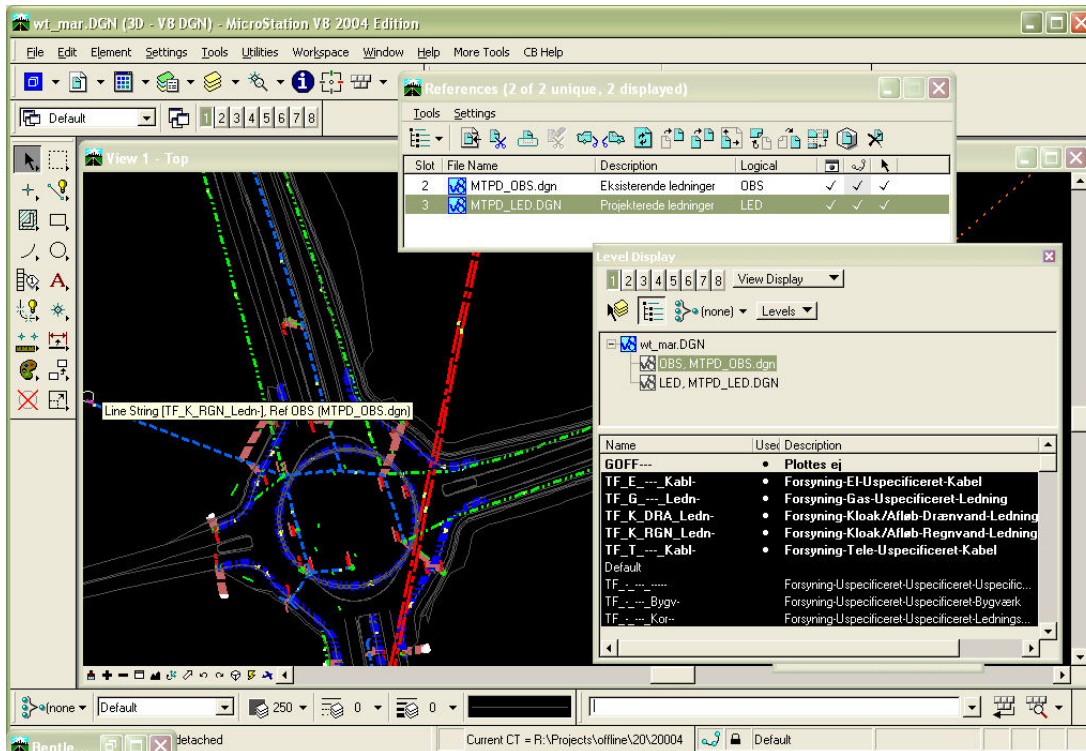 wt_mar.DGN (3D - V8 DGN) - MicroStation V8 2004 Edition
File Edit Element Settings Tools Utilities Workspace Window Help More Tools CB Help
References (2 of 2 unique, 2 displayed)
Tools Settings
Default 1 2 3 4 5 6 7 8
Slot File Name Description Logical
2 MTPD_OBS.dgn Eksisterende ledninger OBS
3 MTPD_LED.DGN Projekterede ledninger LED
View 1 - Top
Level Display
1 2 3 4 5 6 7 8 View Display
(none) Levels
wt_mar.DGN
OBS, MTPD_OBS.dgn
LED, MTPD_LED.DGN
Line String [TF_K_RGN_Ledn-], Ref OBS (MTPD_OBS.dgn)
Name Used Description
GOFF--- • Plottes ej
TF_E_---_Kabl- • Forsyning-El-Uspecificeret-Kabel
TF_G_---_Ledn- • Forsyning-Gas-Uspecificeret-Ledning
TF_K_DRA_Ledn- • Forsyning-Kloak/Afløb-Drænvand-Ledning
TF_K_RGN_Ledn- • Forsyning-Kloak/Afløb-Regnvand-Ledning
TF_T_---_Kabl- • Forsyning-Tele-Uspecificeret-Kabel
Default
TF_-_---_----- Forsyning-Uspecificeret-Uspecificeret-Uspecific...
TF_-_---_Bygv- Forsyning-Uspecificeret-Uspecificeret-Bygværk
TF_-_---_Kor-- Forsyning-Uspecificeret-Uspecificeret-Lednings...
(none Default 250 0 0
Bentle... detached Current CT = R:\Projects\offline\20\20004 Default